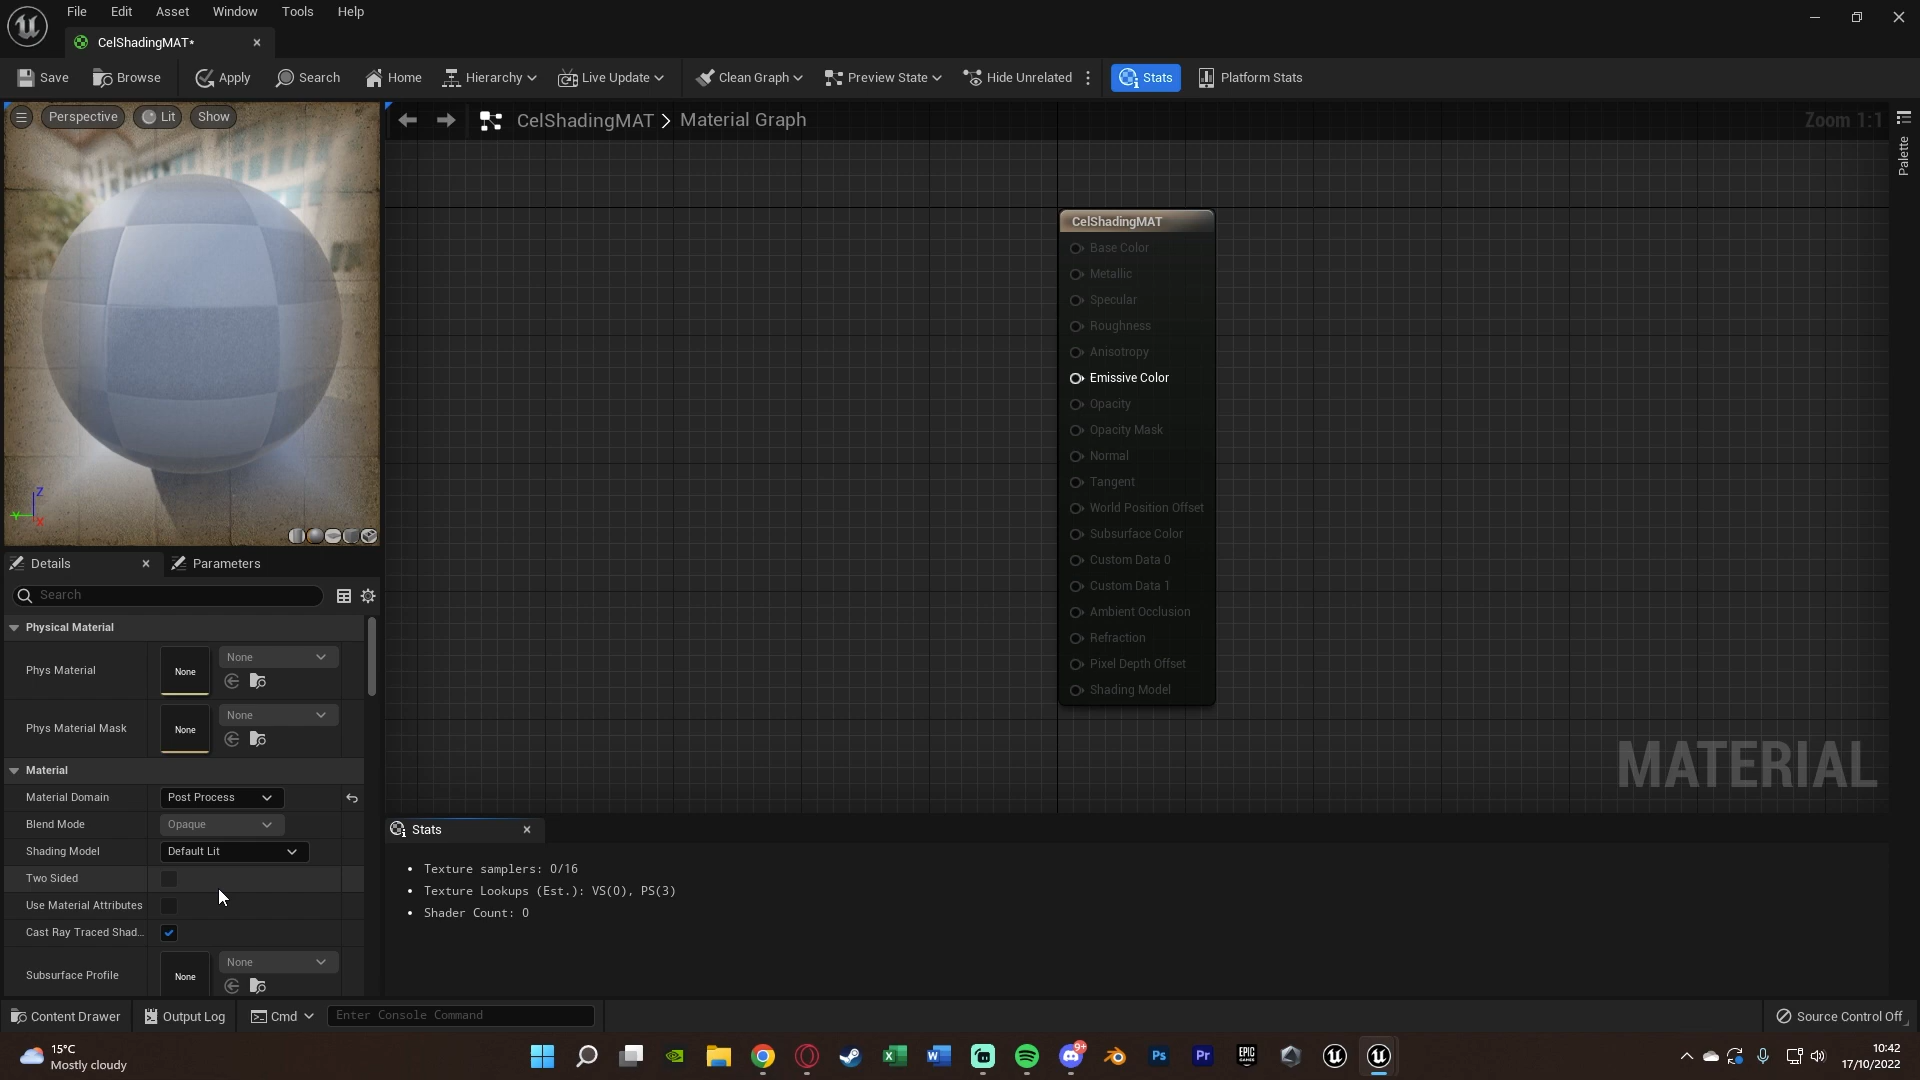 File Edit Asset Window Tools Help
CelShadingMAT*
Save Browse Apply Search Home Hierarchy Live Update Clean Graph Preview State Hide Unrelated Stats Platform Stats
Perspective Lit Show
CelShadingMAT > Material Graph
Zoom 1:1
Palette
CelShadingMAT
Base Color
Metallic
Specular
Roughness
Anisotropy
Emissive Color
Opacity
Opacity Mask
Normal
Tangent
World Position Offset
Subsurface Color
Custom Data 0
Custom Data 1
Ambient Occlusion
Refraction
Pixel Depth Offset
Shading Model
MATERIAL
Z
Y
X
Details Parameters
Search
Physical Material
Phys Material None None
Phys Material Mask None None
Material
Material Domain Post Process
Blend Mode Opaque
Shading Model Default Lit
Two Sided
Use Material Attributes
Cast Ray Traced Shad...
Subsurface Profile None None
Stats
• Texture samplers: 0/16
• Texture Lookups (Est.): VS(0), PS(3)
• Shader Count: 0
Content Drawer Output Log Cmd Enter Console Command Source Control Off
15°C
Mostly cloudy
9+
Ps
Pr
EPIC
10:42
17/10/2022